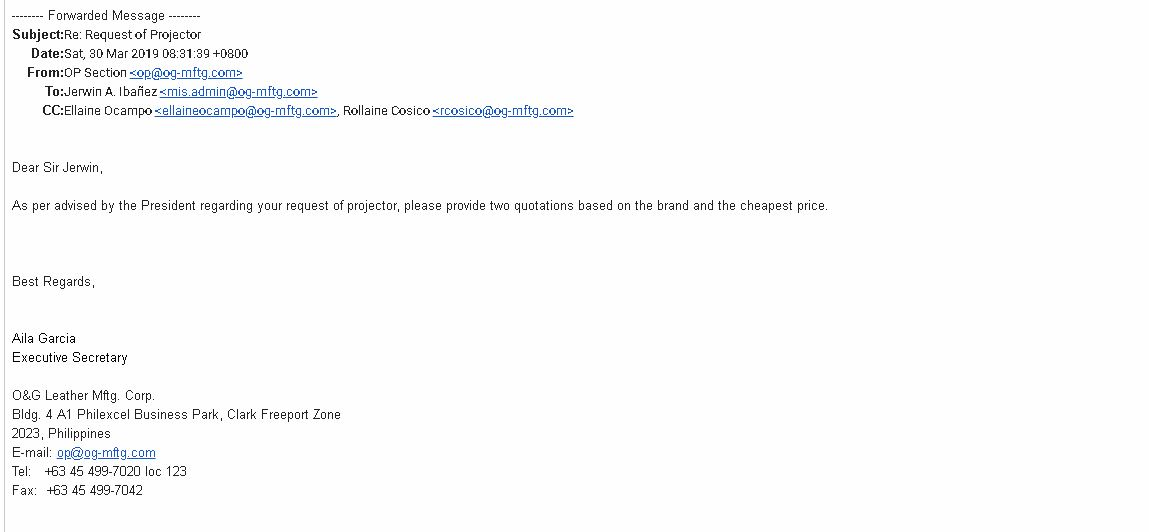 -------- Forwarded Message --------
Subject:Re: Request of Projector
Date:Sat, 30 Mar 2019 08:31:39 +0800
From:OP Section <op@og-mftg.com>
To:Jerwin A. Ibañez <mis.admin@og-mftg.com>
CC:Ellaine Ocampo <ellaineocampo@og-mftg.com>, Rollaine Cosico <rcosico@og-mftg.com>
Dear Sir Jerwin,
As per advised by the President regarding your request of projector, please provide two quotations based on the brand and the cheapest price.
Best Regards,
Aila Garcia
Executive Secretary
O&G Leather Mftg. Corp.
Bldg. 4 A1 Philexcel Business Park, Clark Freeport Zone
2023, Philippines
E-mail: op@og-mftg.com
Tel: +63 45 499-7020 loc 123
Fax: +63 45 499-7042